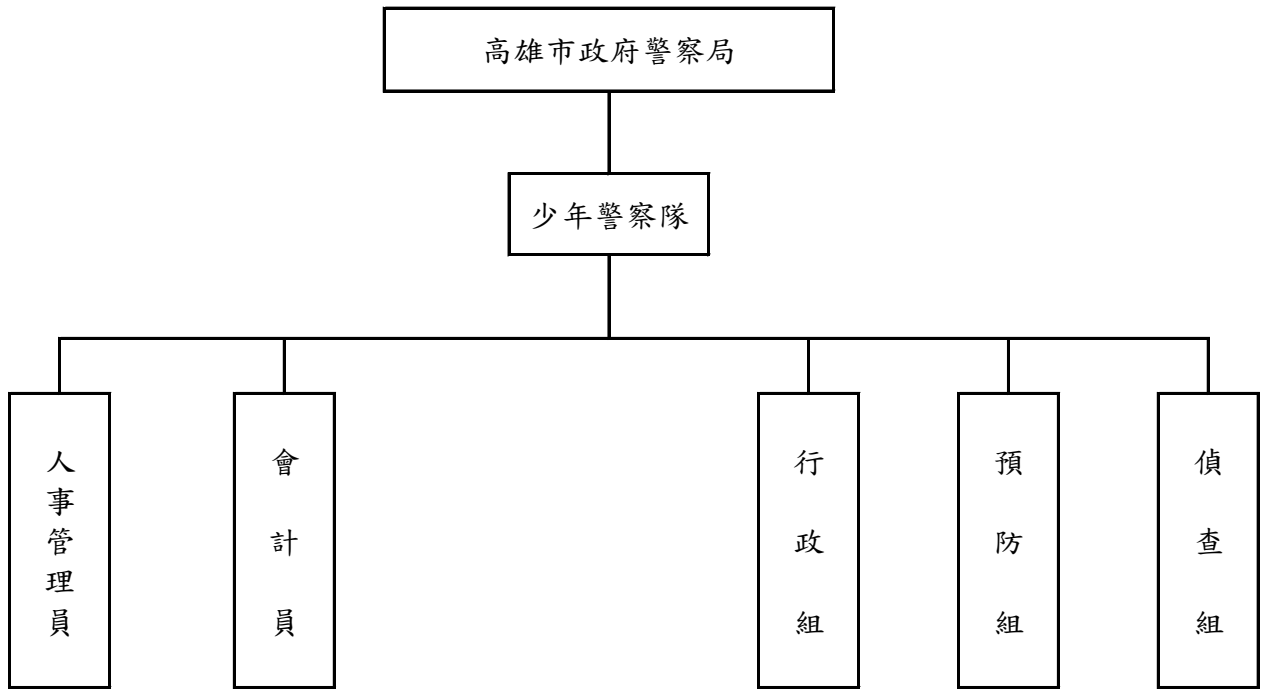 高雄市政府警察局
少年警察隊
人事管理員
會計員
行政組
預防組
偵查組